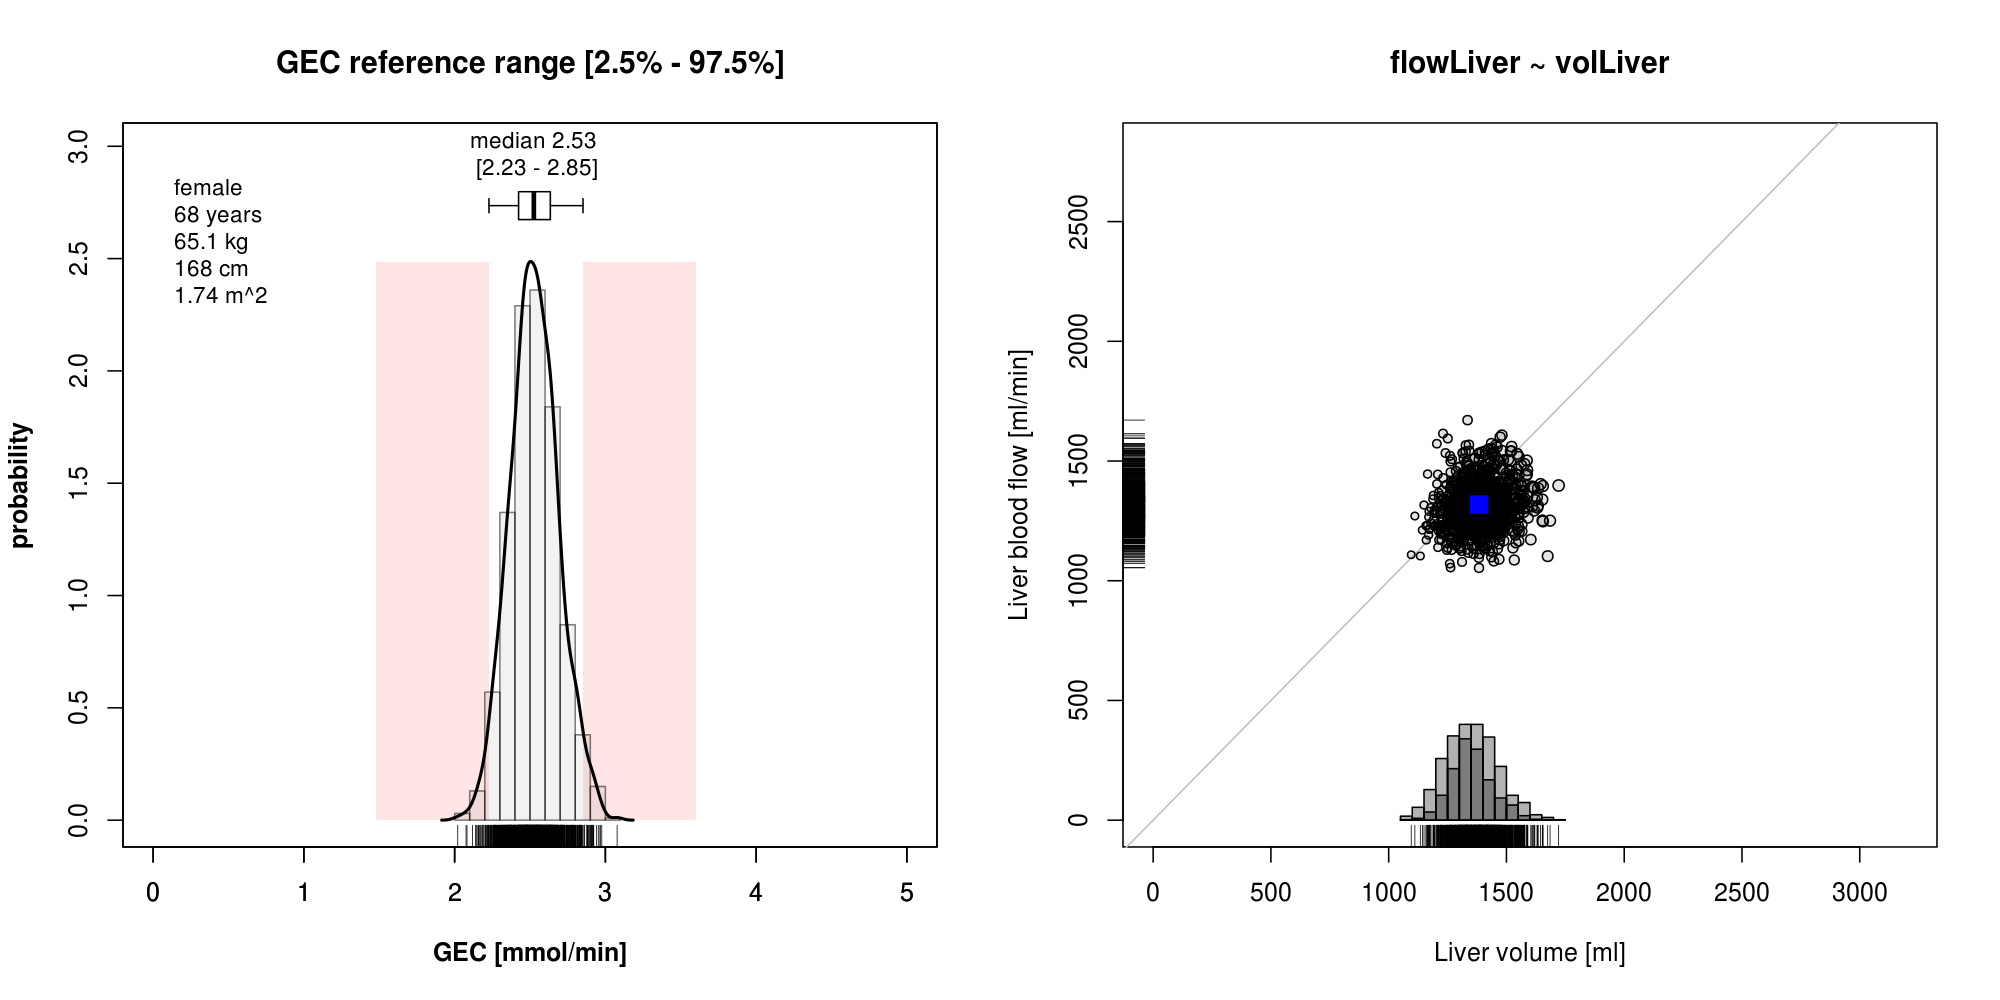 GEC reference range [2.5% - 97.5%]
median 2.53
[2.23 - 2.85]
female
68 years
65.1 kg
168 cm
1.74 m^2
probability
3.0
2.5
2.0
1.5
1.0
0.5
0.0
0 1 2 3 4 5
GEC [mmol/min]
flowLiver ~ volLiver
Liver blood flow [ml/min]
2500
2000
1500
1000
500
0
0 500 1000 1500 2000 2500 3000
Liver volume [ml]